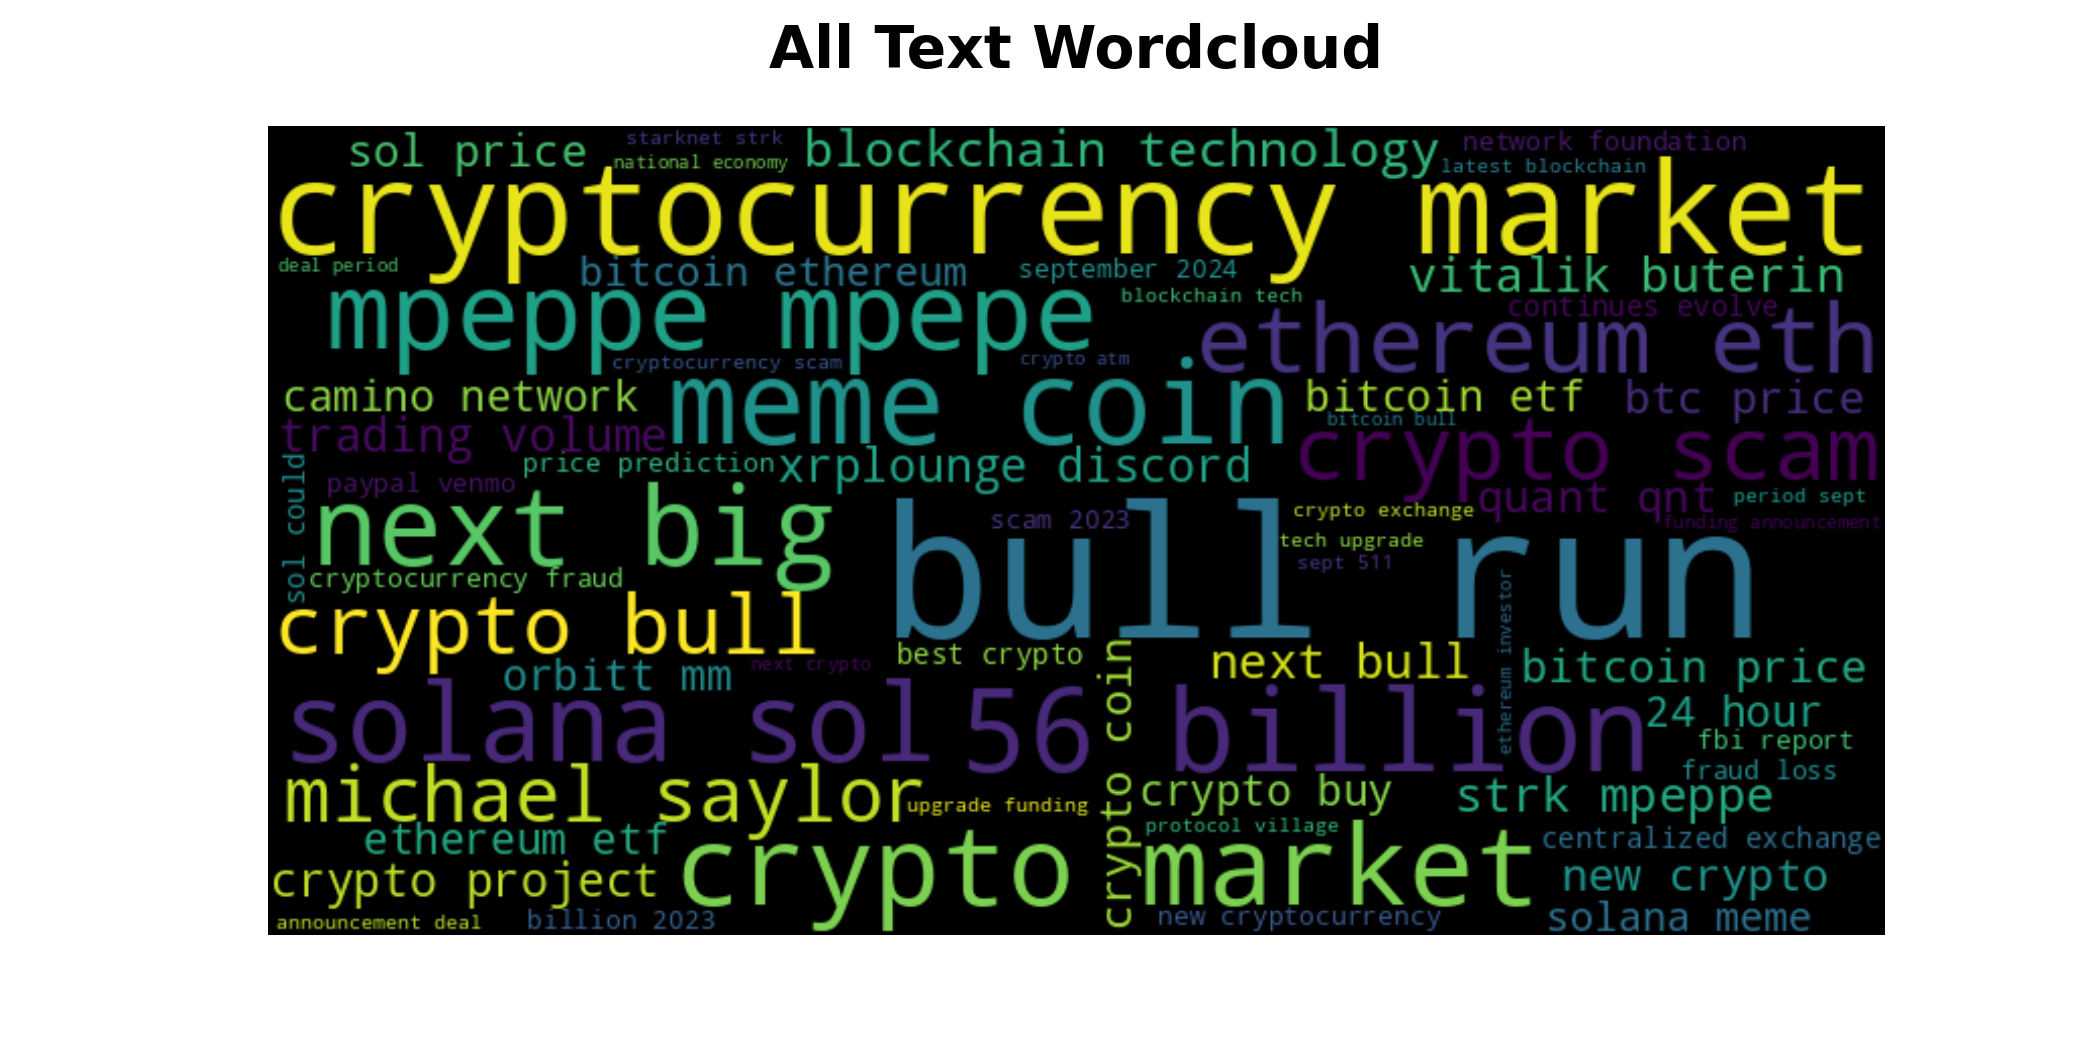 All Text Wordcloud
sol price
starknet strk
national economy
blockchain technology
network foundation
latest blockchain
cryptocurrency market
deal period
bitcoin ethereum
september 2024
vitalik buterin
mpeppe mpepe
blockchain tech
continues evolve
ethereum eth
cryptocurrency scam
crypto atm
camino network
meme coin
bitcoin etf
btc price
bitcoin bull
trading volume
crypto scam
price prediction
xrplounge discord
sol could
paypal venmo
quant qnt
period sept
next big
bull run
scam 2023
crypto exchange
funding announcement
tech upgrade
sept 511
cryptocurrency fraud
ethereum investor
crypto bull
best crypto
next bull
bitcoin price
orbitt mm
next crypto
crypto coin
solana sol
56 billion
24 hour
fbi report
fraud loss
michael saylor
upgrade funding
crypto buy
strk mpeppe
ethereum etf
protocol village
centralized exchange
crypto project
crypto market
new crypto
announcement deal
billion 2023
new cryptocurrency
solana meme